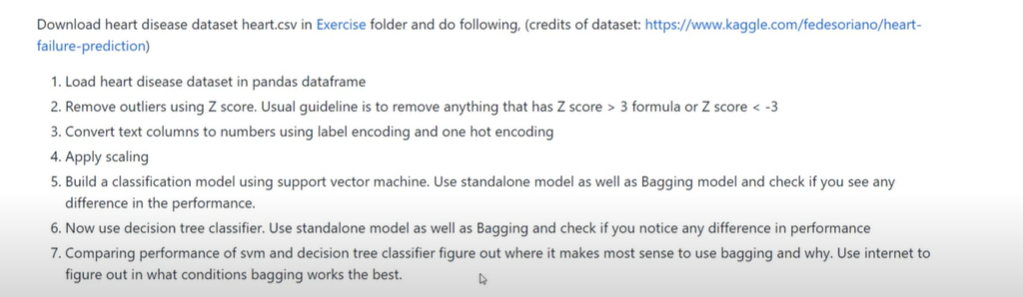 Download heart disease dataset heart.csv in Exercise folder and do following, (credits of dataset: https://www.kaggle.com/fedesoriano/heart-
failure-prediction)
1. Load heart disease dataset in pandas dataframe
2. Remove outliers using Z score. Usual guideline is to remove anything that has Z score > 3 formula or Z score < -3
3. Convert text columns to numbers using label encoding and one hot encoding
4. Apply scaling
5. Build a classification model using support vector machine. Use standalone model as well as Bagging model and check if you see any
difference in the performance.
6. Now use decision tree classifier. Use standalone model as well as Bagging and check if you notice any difference in performance
7. Comparing performance of svm and decision tree classifier figure out where it makes most sense to use bagging and why. Use internet to
figure out in what conditions bagging works the best.